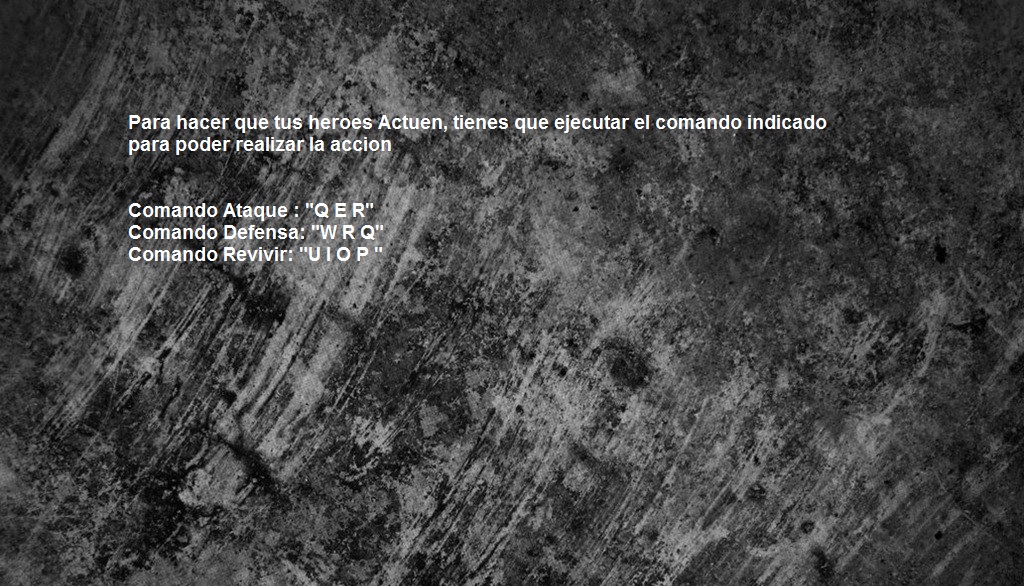 Para hacer que tus heroes Actuen, tienes que ejecutar el comando indicado
para poder realizar la accion
Comando Ataque : "Q E R"
Comando Defensa: "W R Q"
Comando Revivir: "U I O P "